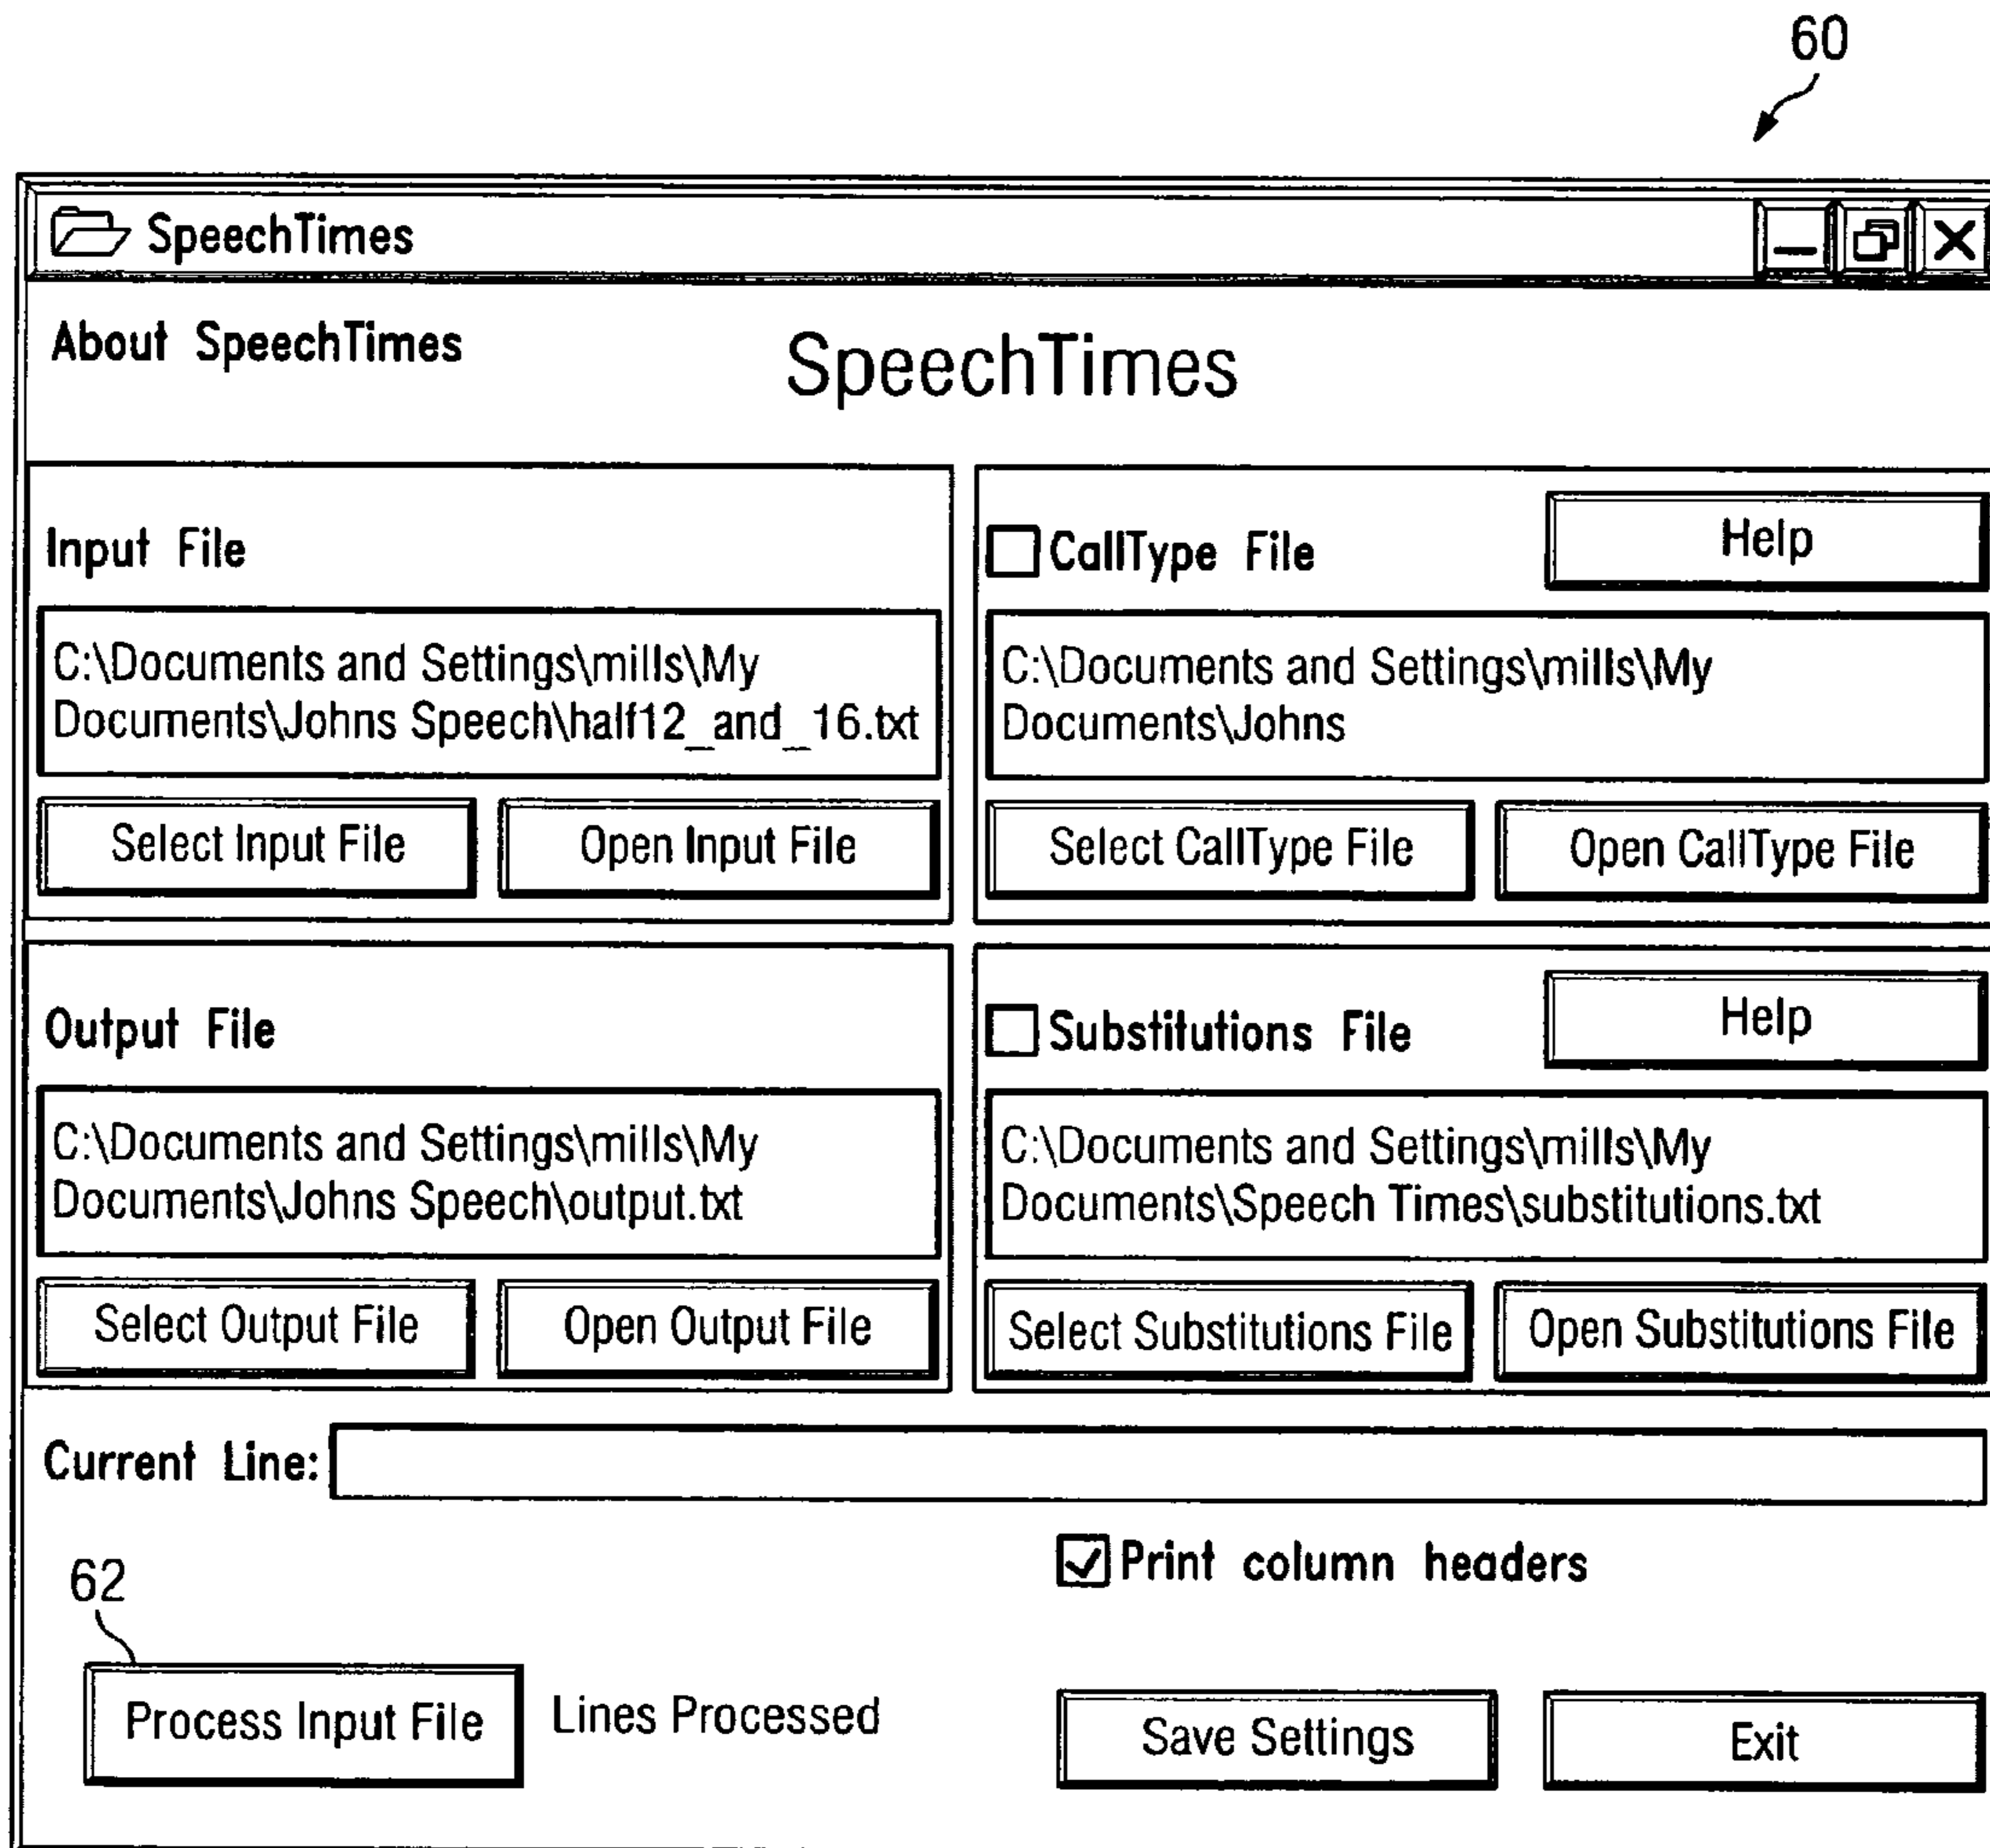 60
SpeechTimes
About SpeechTimes
SpeechTimes
Input File
C:\Documents and Settings\mills\My
Documents\Johns Speech\half12_and_16.txt
Select Input File
Open Input File
CallType File
Help
C:\Documents and Settings\mills\My
Documents\Johns
Select CallType File
Open CallType File
Output File
C:\Documents and Settings\mills\My
Documents\Johns Speech\output.txt
Select Output File
Open Output File
Substitutions File
Help
C:\Documents and Settings\mills\My
Documents\Speech Times\substitutions.txt
Select Substitutions File
Open Substitutions File
Current Line:
Print column headers
62
Process Input File
Lines Processed
Save Settings
Exit